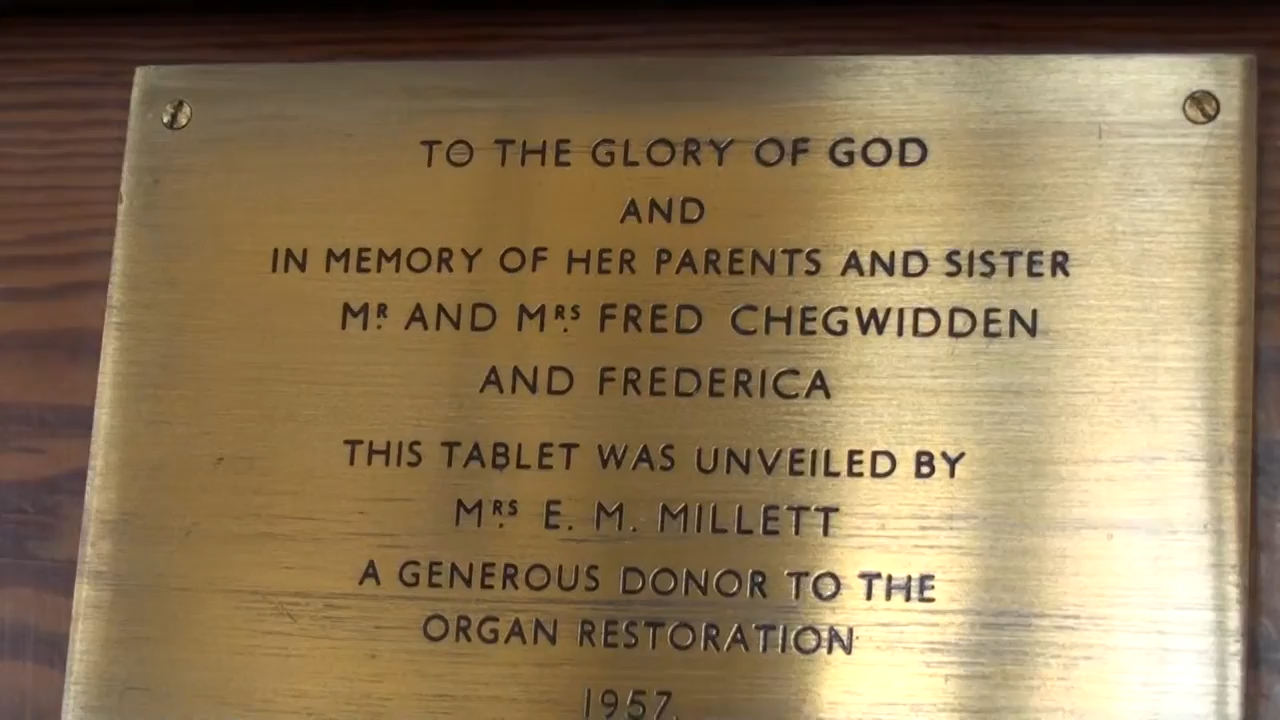 TO THE GLORY OF GOD
AND
IN MEMORY OF HER PARENTS AND SISTER
MR. AND MRS. FRED CHEGWIDDEN
AND FREDERICA
THIS TABLET WAS UNVEILED BY
MRS. E. M. MILLETT
A GENEROUS DONOR TO THE
ORGAN RESTORATION
1957.